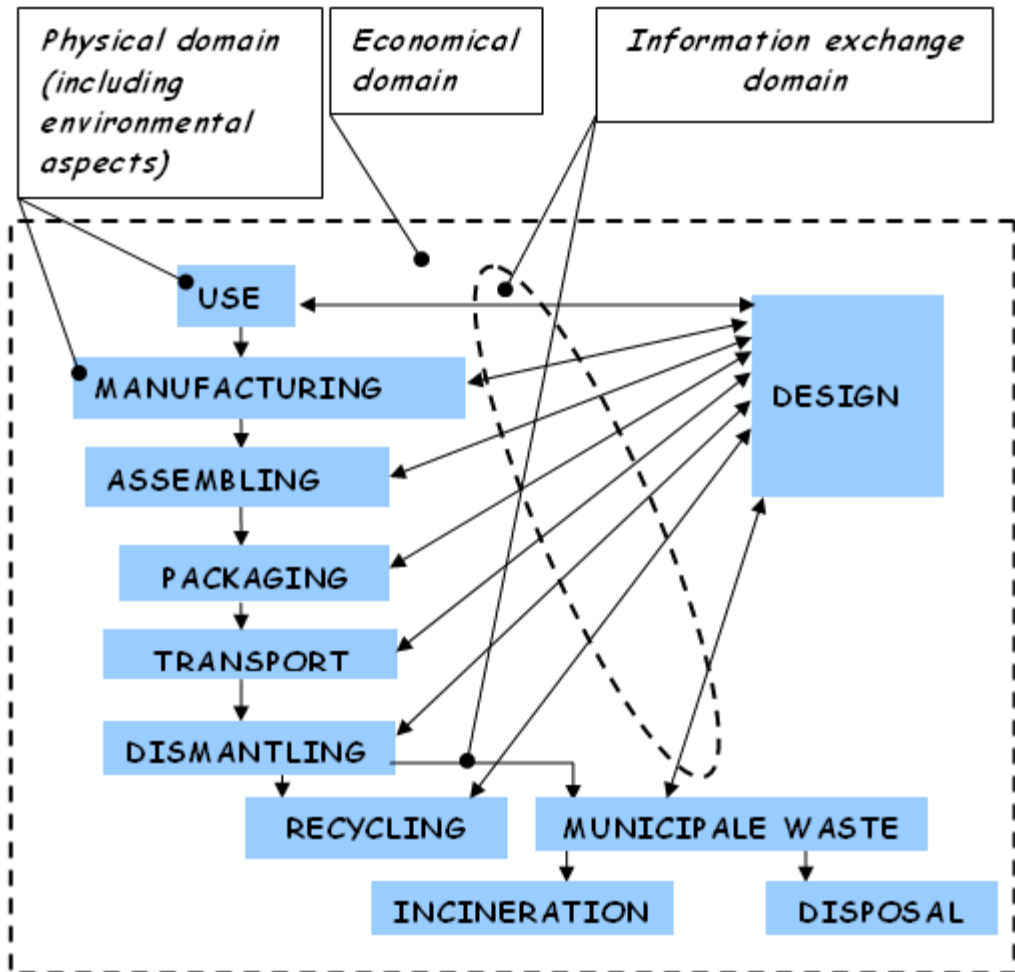 Physical domain
(including
environmental
aspects)
Economical
domain
Information exchange
domain
USE
MANUFACTURING
DESIGN
ASSEMBLING
PACKAGING
TRANSPORT
DISMANTLING
RECYCLING
MUNICIPALE WASTE
INCINERATION
DISPOSAL